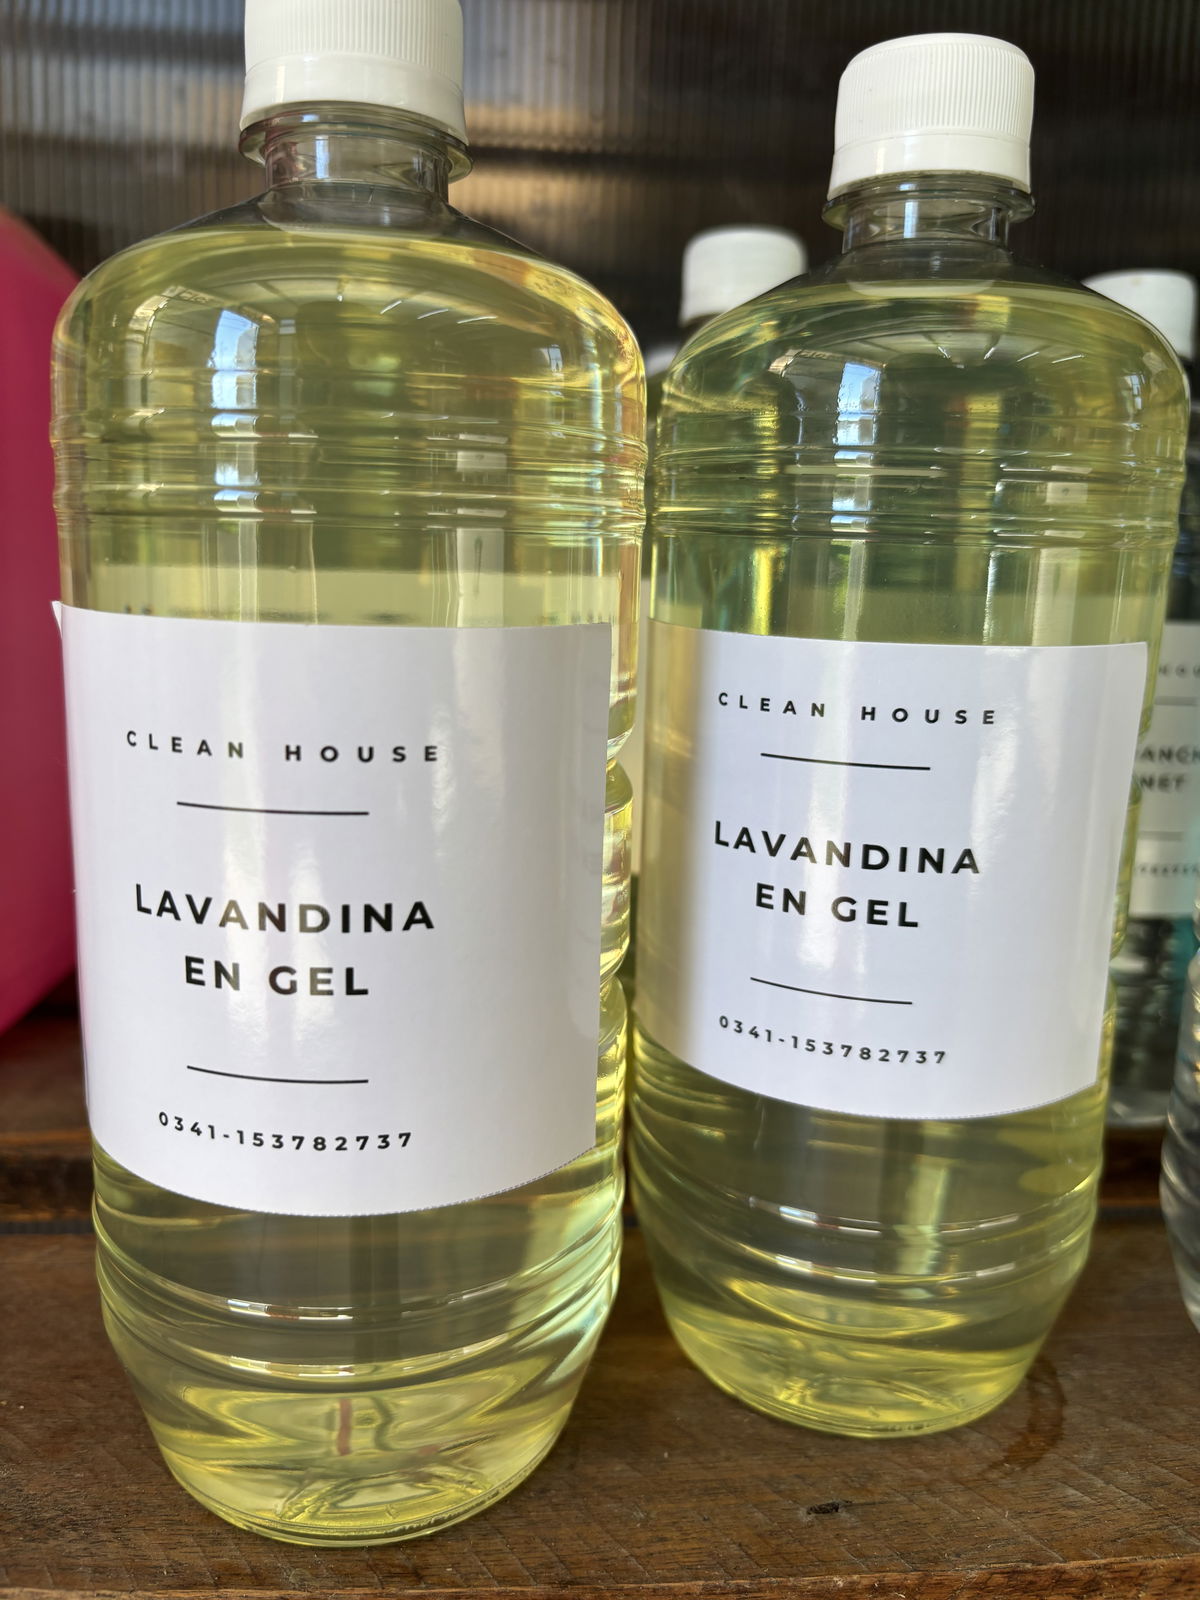 CLEAN HOUSE
LAVANDINA
EN GEL
0341-153782737
CLEAN HOUSE
LAVANDINA
EN GEL
0341-153782737